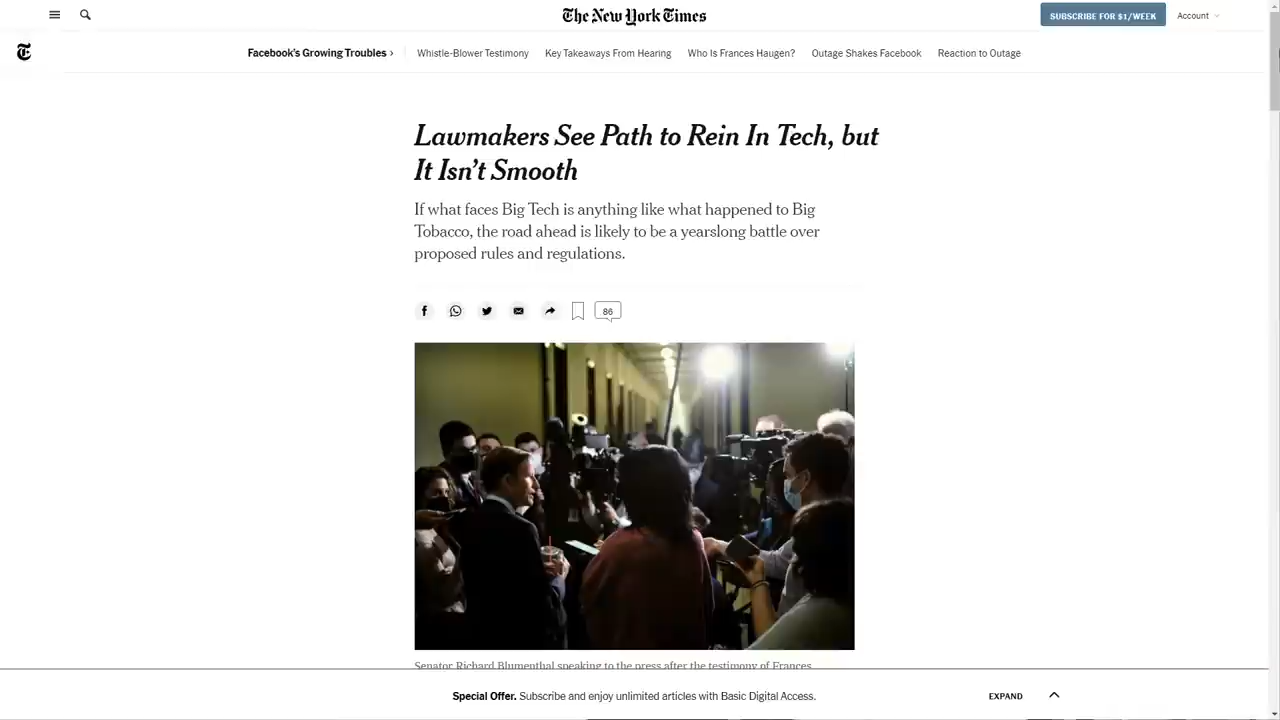 The New York Times
SUBSCRIBE FOR $1/WEEK
Account
T
Facebook's Growing Troubles ›
Whistle-Blower Testimony
Key Takeaways From Hearing
Who Is Frances Haugen?
Outage Shakes Facebook
Reaction to Outage
Lawmakers See Path to Rein In Tech, but
It Isn't Smooth
If what faces Big Tech is anything like what happened to Big
Tobacco, the road ahead is likely to be a yearslong battle over
proposed rules and regulations.
86
Senator Richard Blumenthal speaking to the press after the testimony of Frances
Special Offer. Subscribe and enjoy unlimited articles with Basic Digital Access.
EXPAND